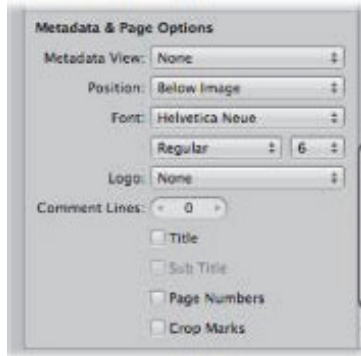 Metadata & Page Options
Metadata View: None
Position: Below Image
Font: Helvetica Neue
Regular 6
Logo: None
Comment Lines: 0
Title
Sub Title
Page Numbers
Crop Marks